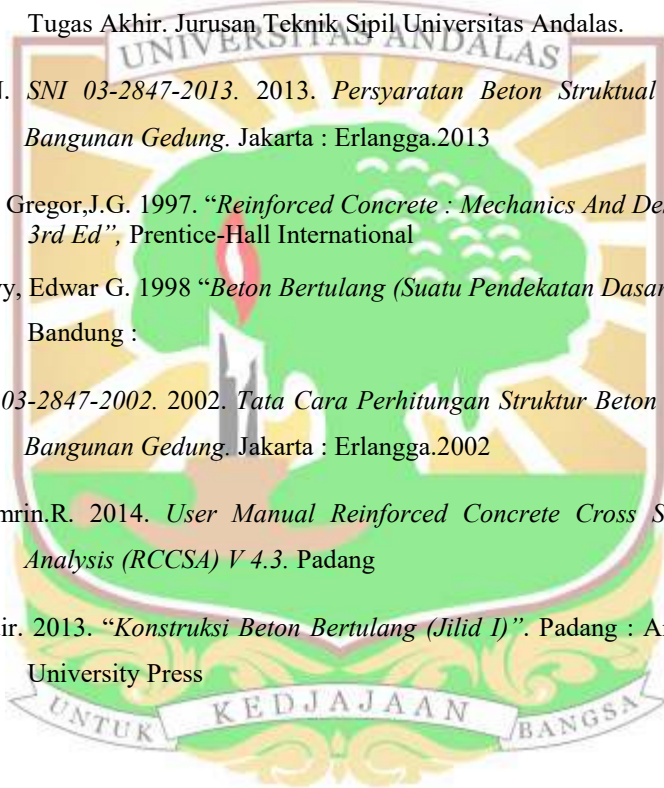 Tugas Akhir. Jurusan Teknik Sipil Universitas Andalas.
UNIVERSITAS ANDALAS
SNI 03-2847-2013. 2013. Persyaratan Beton Struktual
Bangunan Gedung. Jakarta : Erlangga.2013
Gregor,J.G. 1997. “Reinforced Concrete : Mechanics And De
3rd Ed”, Prentice-Hall International
y, Edwar G. 1998 “Beton Bertulang (Suatu Pendekatan Dasar
Bandung :
03-2847-2002. 2002. Tata Cara Perhitungan Struktur Beton
Bangunan Gedung. Jakarta : Erlangga.2002
mrin.R. 2014. User Manual Reinforced Concrete Cross S
Analysis (RCCSA) V 4.3. Padang
ir. 2013. “Konstruksi Beton Bertulang (Jilid I)”. Padang : A
University Press
UNTUK KEDJAJAAN BANGSA